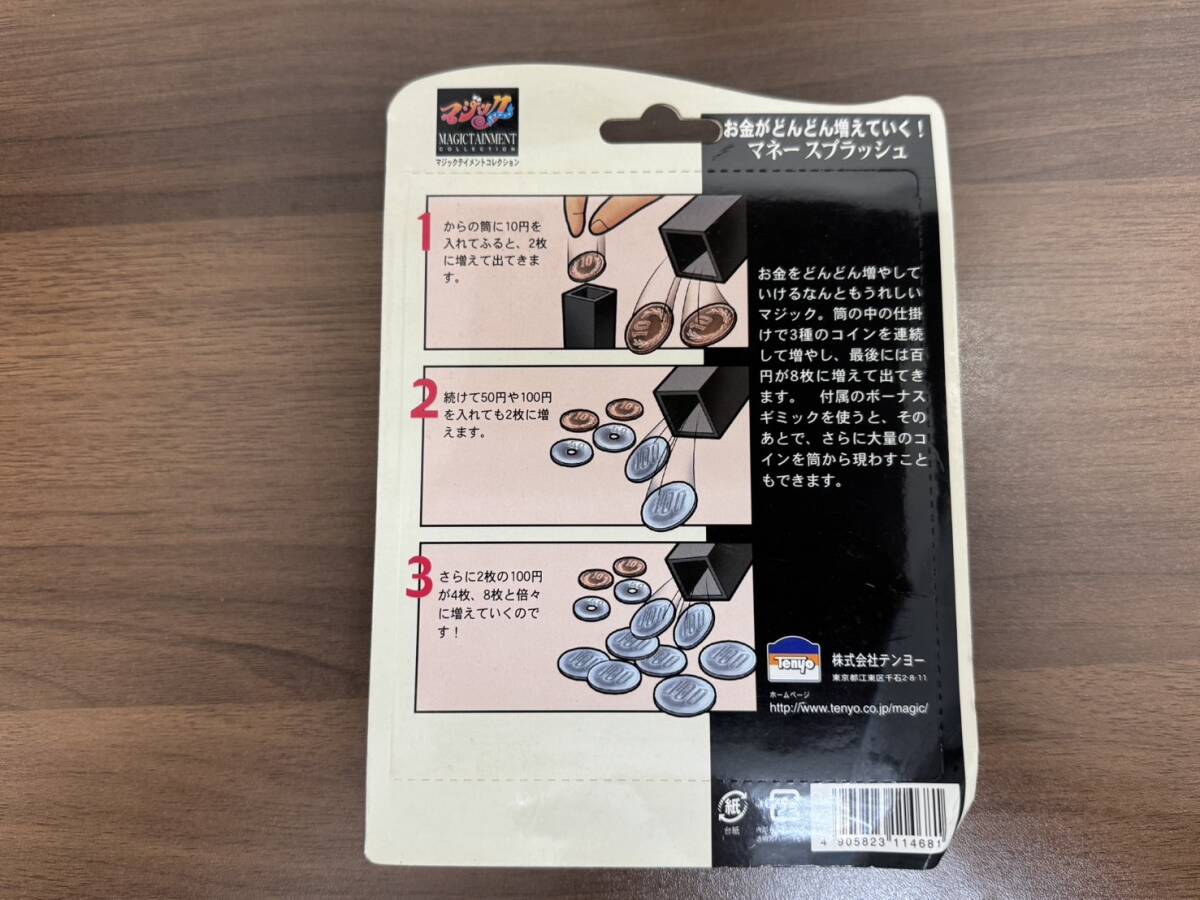 マジック
MAGICTAINMENT
COLLECTION
マジックテイメントコレクション
お金がどんどん増えていく！
マネー スプラッシュ
1
からの筒に10円を
入れてふると、2枚
に増えて出てきま
す。
10
2
続けて50円や100円
を入れても2枚に増
えます。
10
10
100
100
3
さらに2枚の100円
が4枚、8枚と倍々
に増えていくので
す！
10
10
お金をどんどん増やして
いけるなんともうれしい
マジック。筒の中の仕掛
けで3種のコインを連続
して増やし、最後には百
円が8枚に増えて出てき
ます。 付属のボーナス
ギミックを使うと、その
あとで、さらに大量のコ
インを筒から現わすこと
もできます。
Tenyo
株式会社テンヨー
東京都江東区千石2-8-11
ホームページ
http://www.tenyo.co.jp/magic/
紙
台紙
4 905823 114681